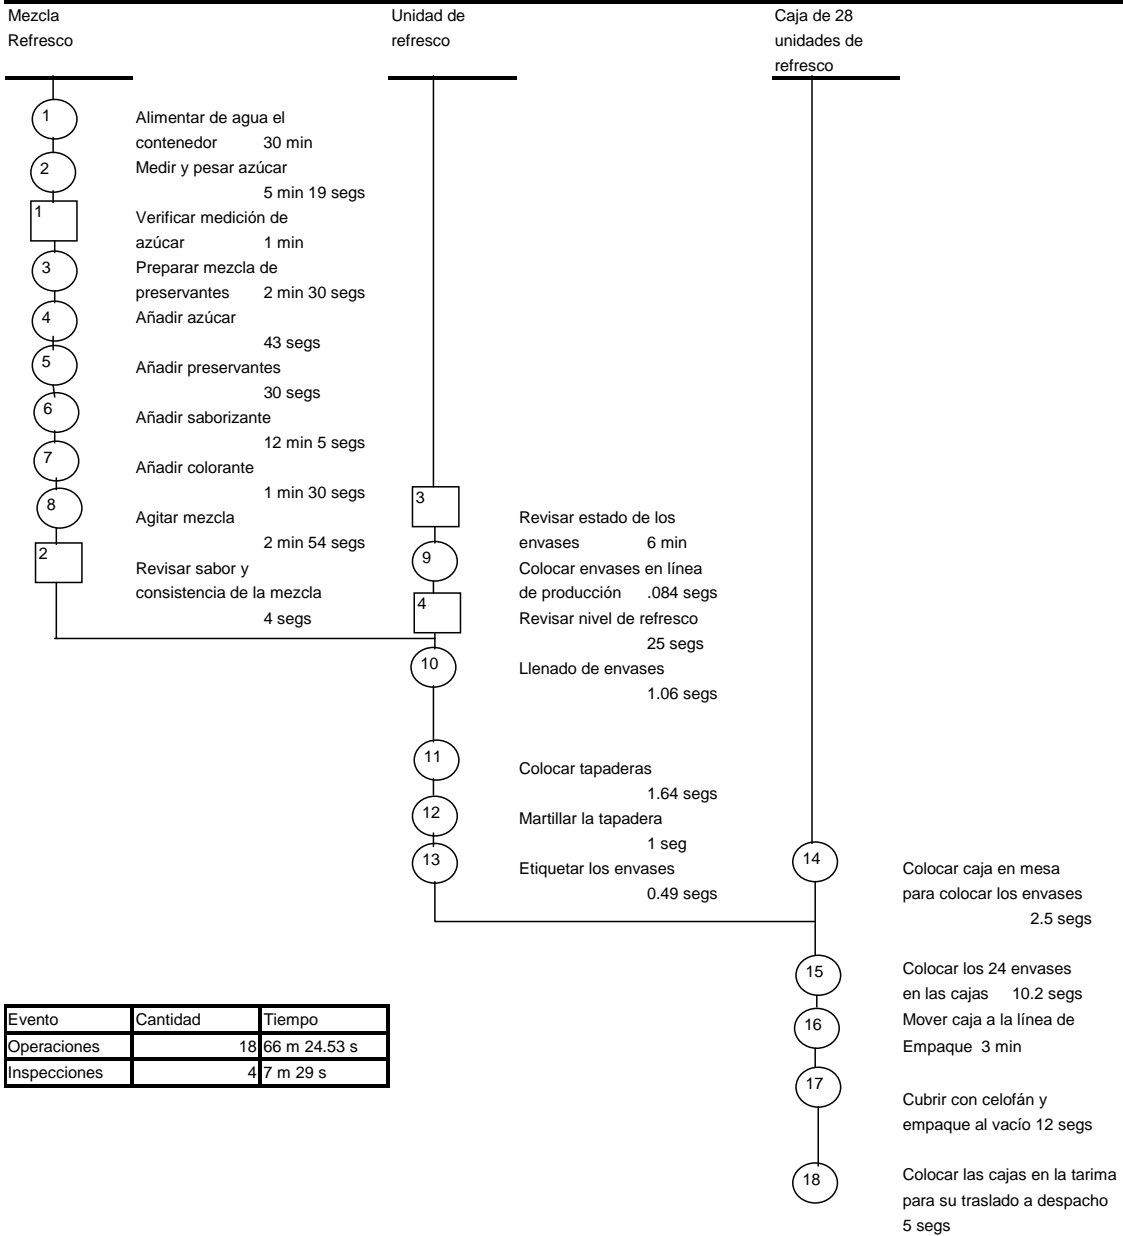 Mezcla
Refresco
Unidad de
refresco
Caja de 28
unidades de
refresco
1
Alimentar de agua el
contenedor 30 min
2
Medir y pesar azúcar
5 min 19 segs
1
Verificar medición de
azúcar 1 min
3
Preparar mezcla de
preservantes 2 min 30 segs
4
Añadir azúcar
43 segs
5
Añadir preservantes
30 segs
6
Añadir saborizante
12 min 5 segs
7
Añadir colorante
1 min 30 segs
8
Agitar mezcla
2 min 54 segs
2
Revisar sabor y
consistencia de la mezcla
4 segs
3
Revisar estado de los
envases 6 min
9
Colocar envases en línea
de producción .084 segs
4
Revisar nivel de refresco
25 segs
10
Llenado de envases
1.06 segs
11
Colocar tapaderas
1.64 segs
12
Martillar la tapadera
1 seg
13
Etiquetar los envases
0.49 segs
14
Colocar caja en mesa
para colocar los envases
2.5 segs
15
Colocar los 24 envases
en las cajas 10.2 segs
16
Mover caja a la línea de
Empaque 3 min
17
Cubrir con celofán y
empaque al vacío 12 segs
18
Colocar las cajas en la tarima
para su traslado a despacho
5 segs
Evento Cantidad Tiempo
Operaciones 18 66 m 24.53 s
Inspecciones 4 7 m 29 s